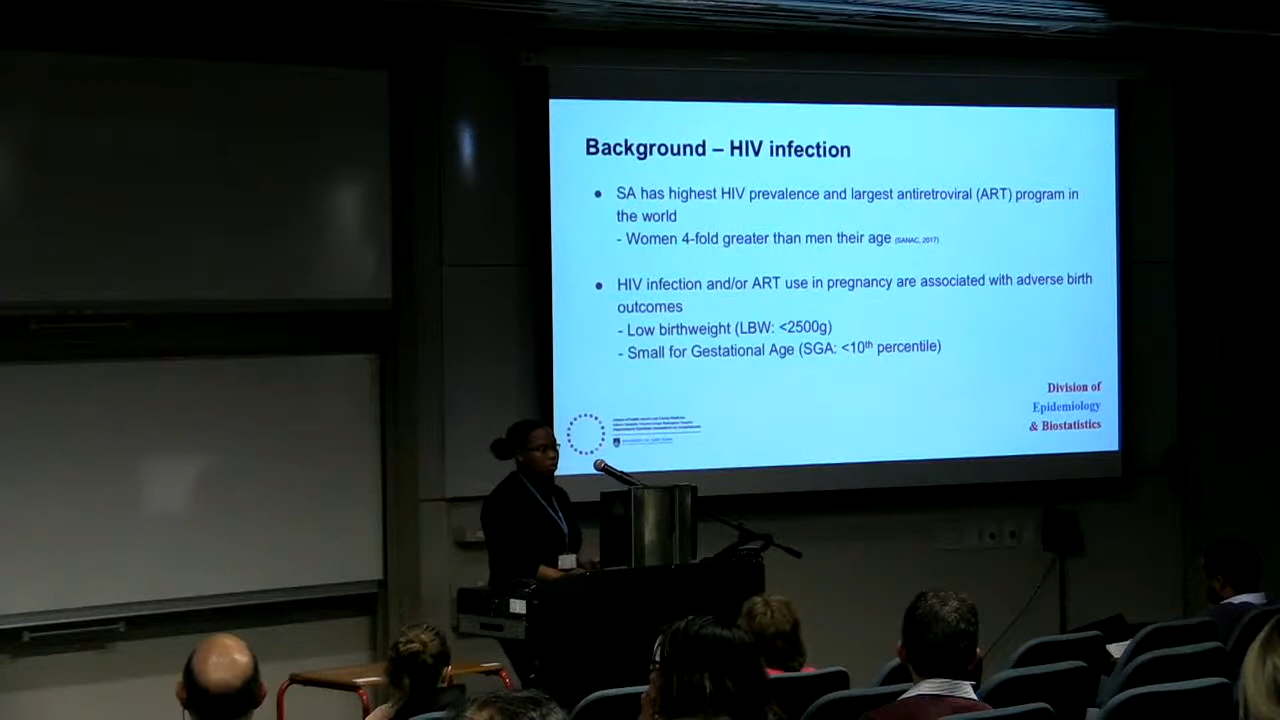 Background – HIV infection
● SA has highest HIV prevalence and largest antiretroviral (ART) program in
the world
- Women 4-fold greater than men their age (SANAC, 2017)
● HIV infection and/or ART use in pregnancy are associated with adverse birth
outcomes
- Low birthweight (LBW: <2500g)
- Small for Gestational Age (SGA: <10th percentile)
Division of
Epidemiology
& Biostatistics